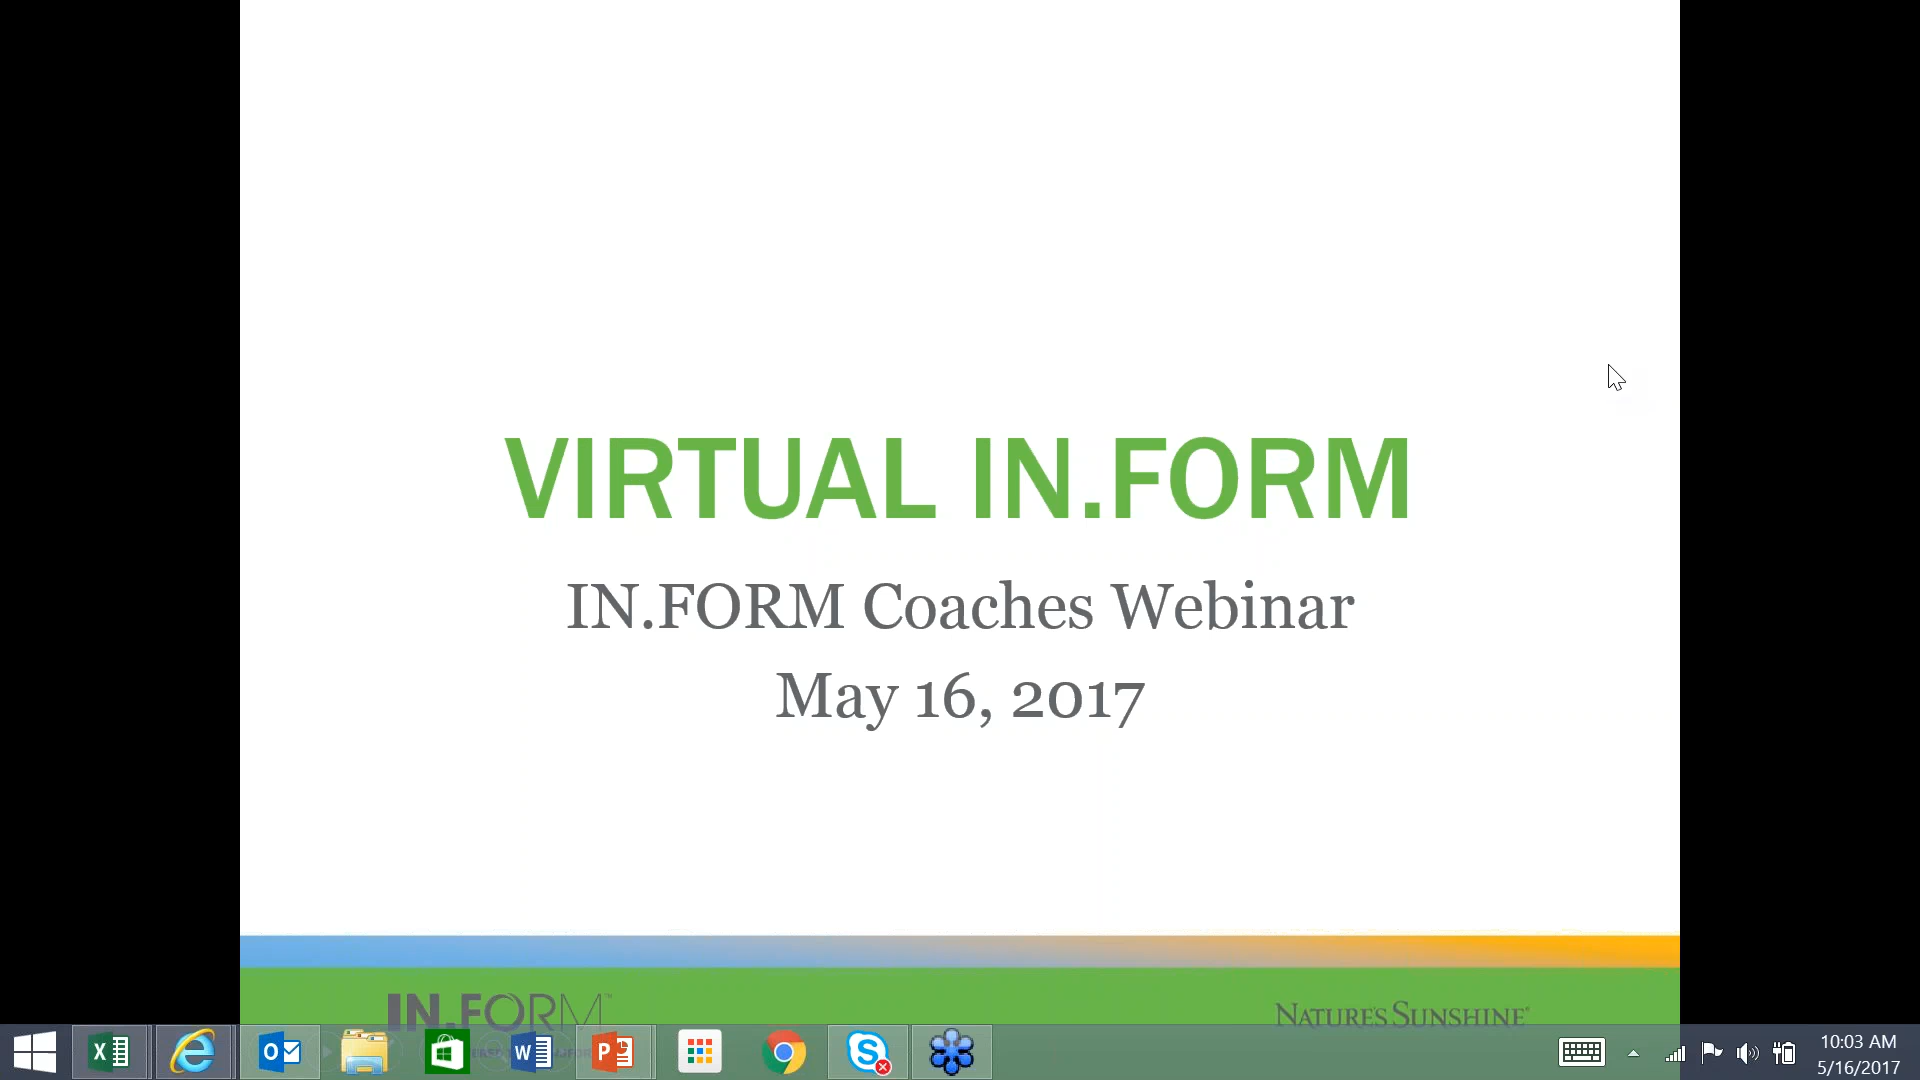 VIRTUAL IN.FORM
IN.FORM Coaches Webinar
May 16, 2017
IN.FORM™
NATURE'S SUNSHINE®
10:03 AM
5/16/2017